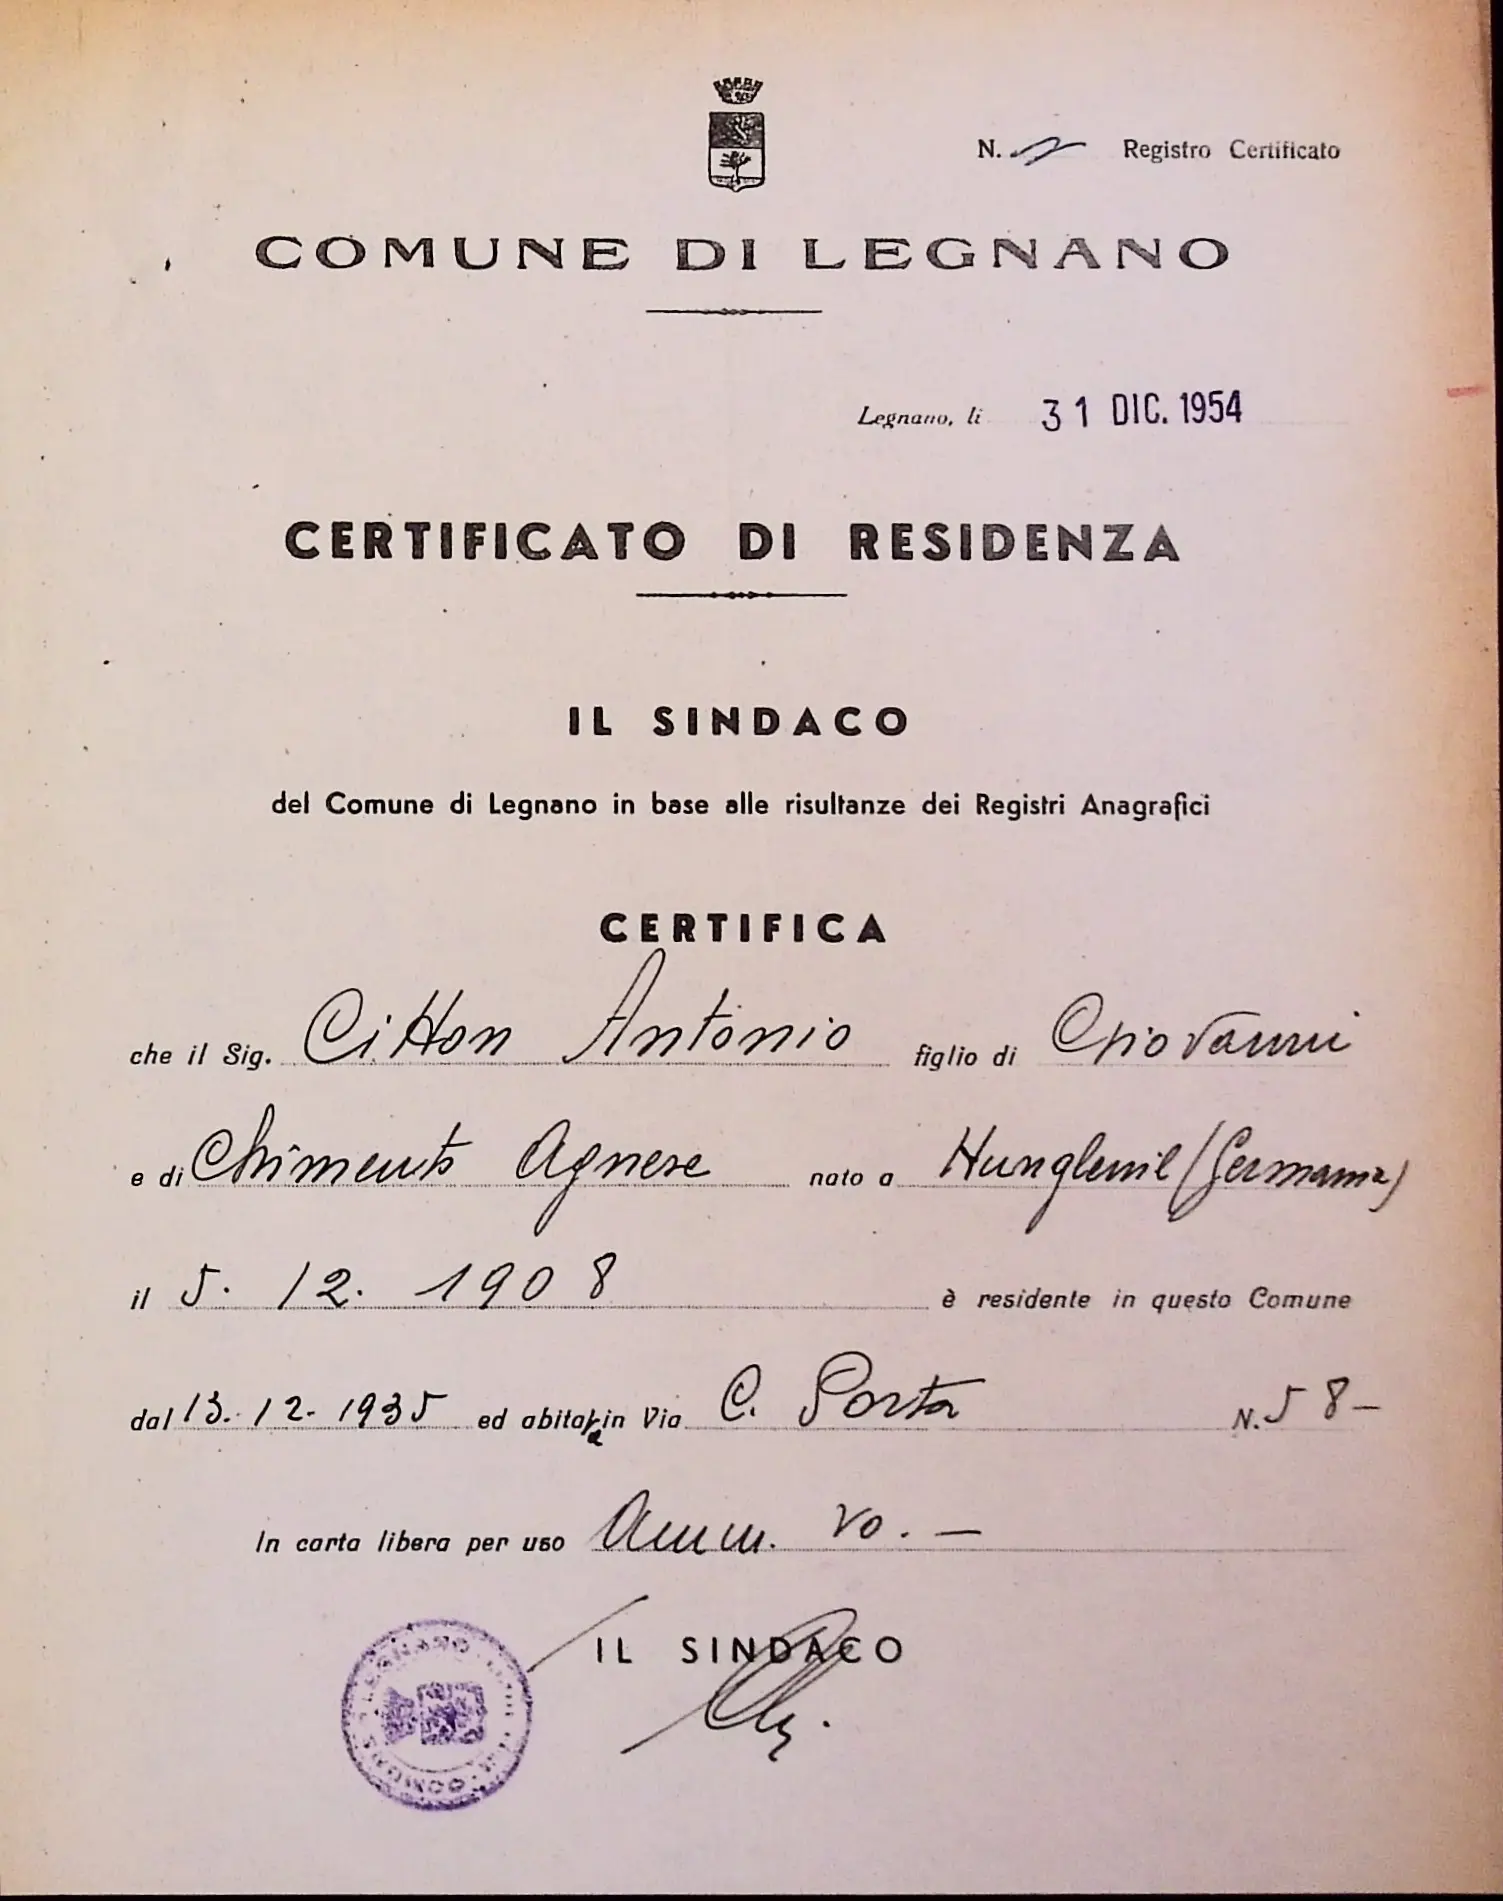 N. Registro Certificato
COMUNE DI LEGNANO
Legnano, li 31 DIC. 1954
CERTIFICATO DI RESIDENZA
IL SINDACO
del Comune di Legnano in base alle risultanze dei Registri Anagrafici
CERTIFICA
che il Sig. Citton Antonio figlio di Giovanni
e di Chimento Agnese nato a (Germania)
il 5. 12. 1908 è residente in questo Comune
dal 13. 12. 1935 ed abita in Via C. Porta N. 58-
In carta libera per uso Amm. vo. -
IL SINDACO
LEGNANO